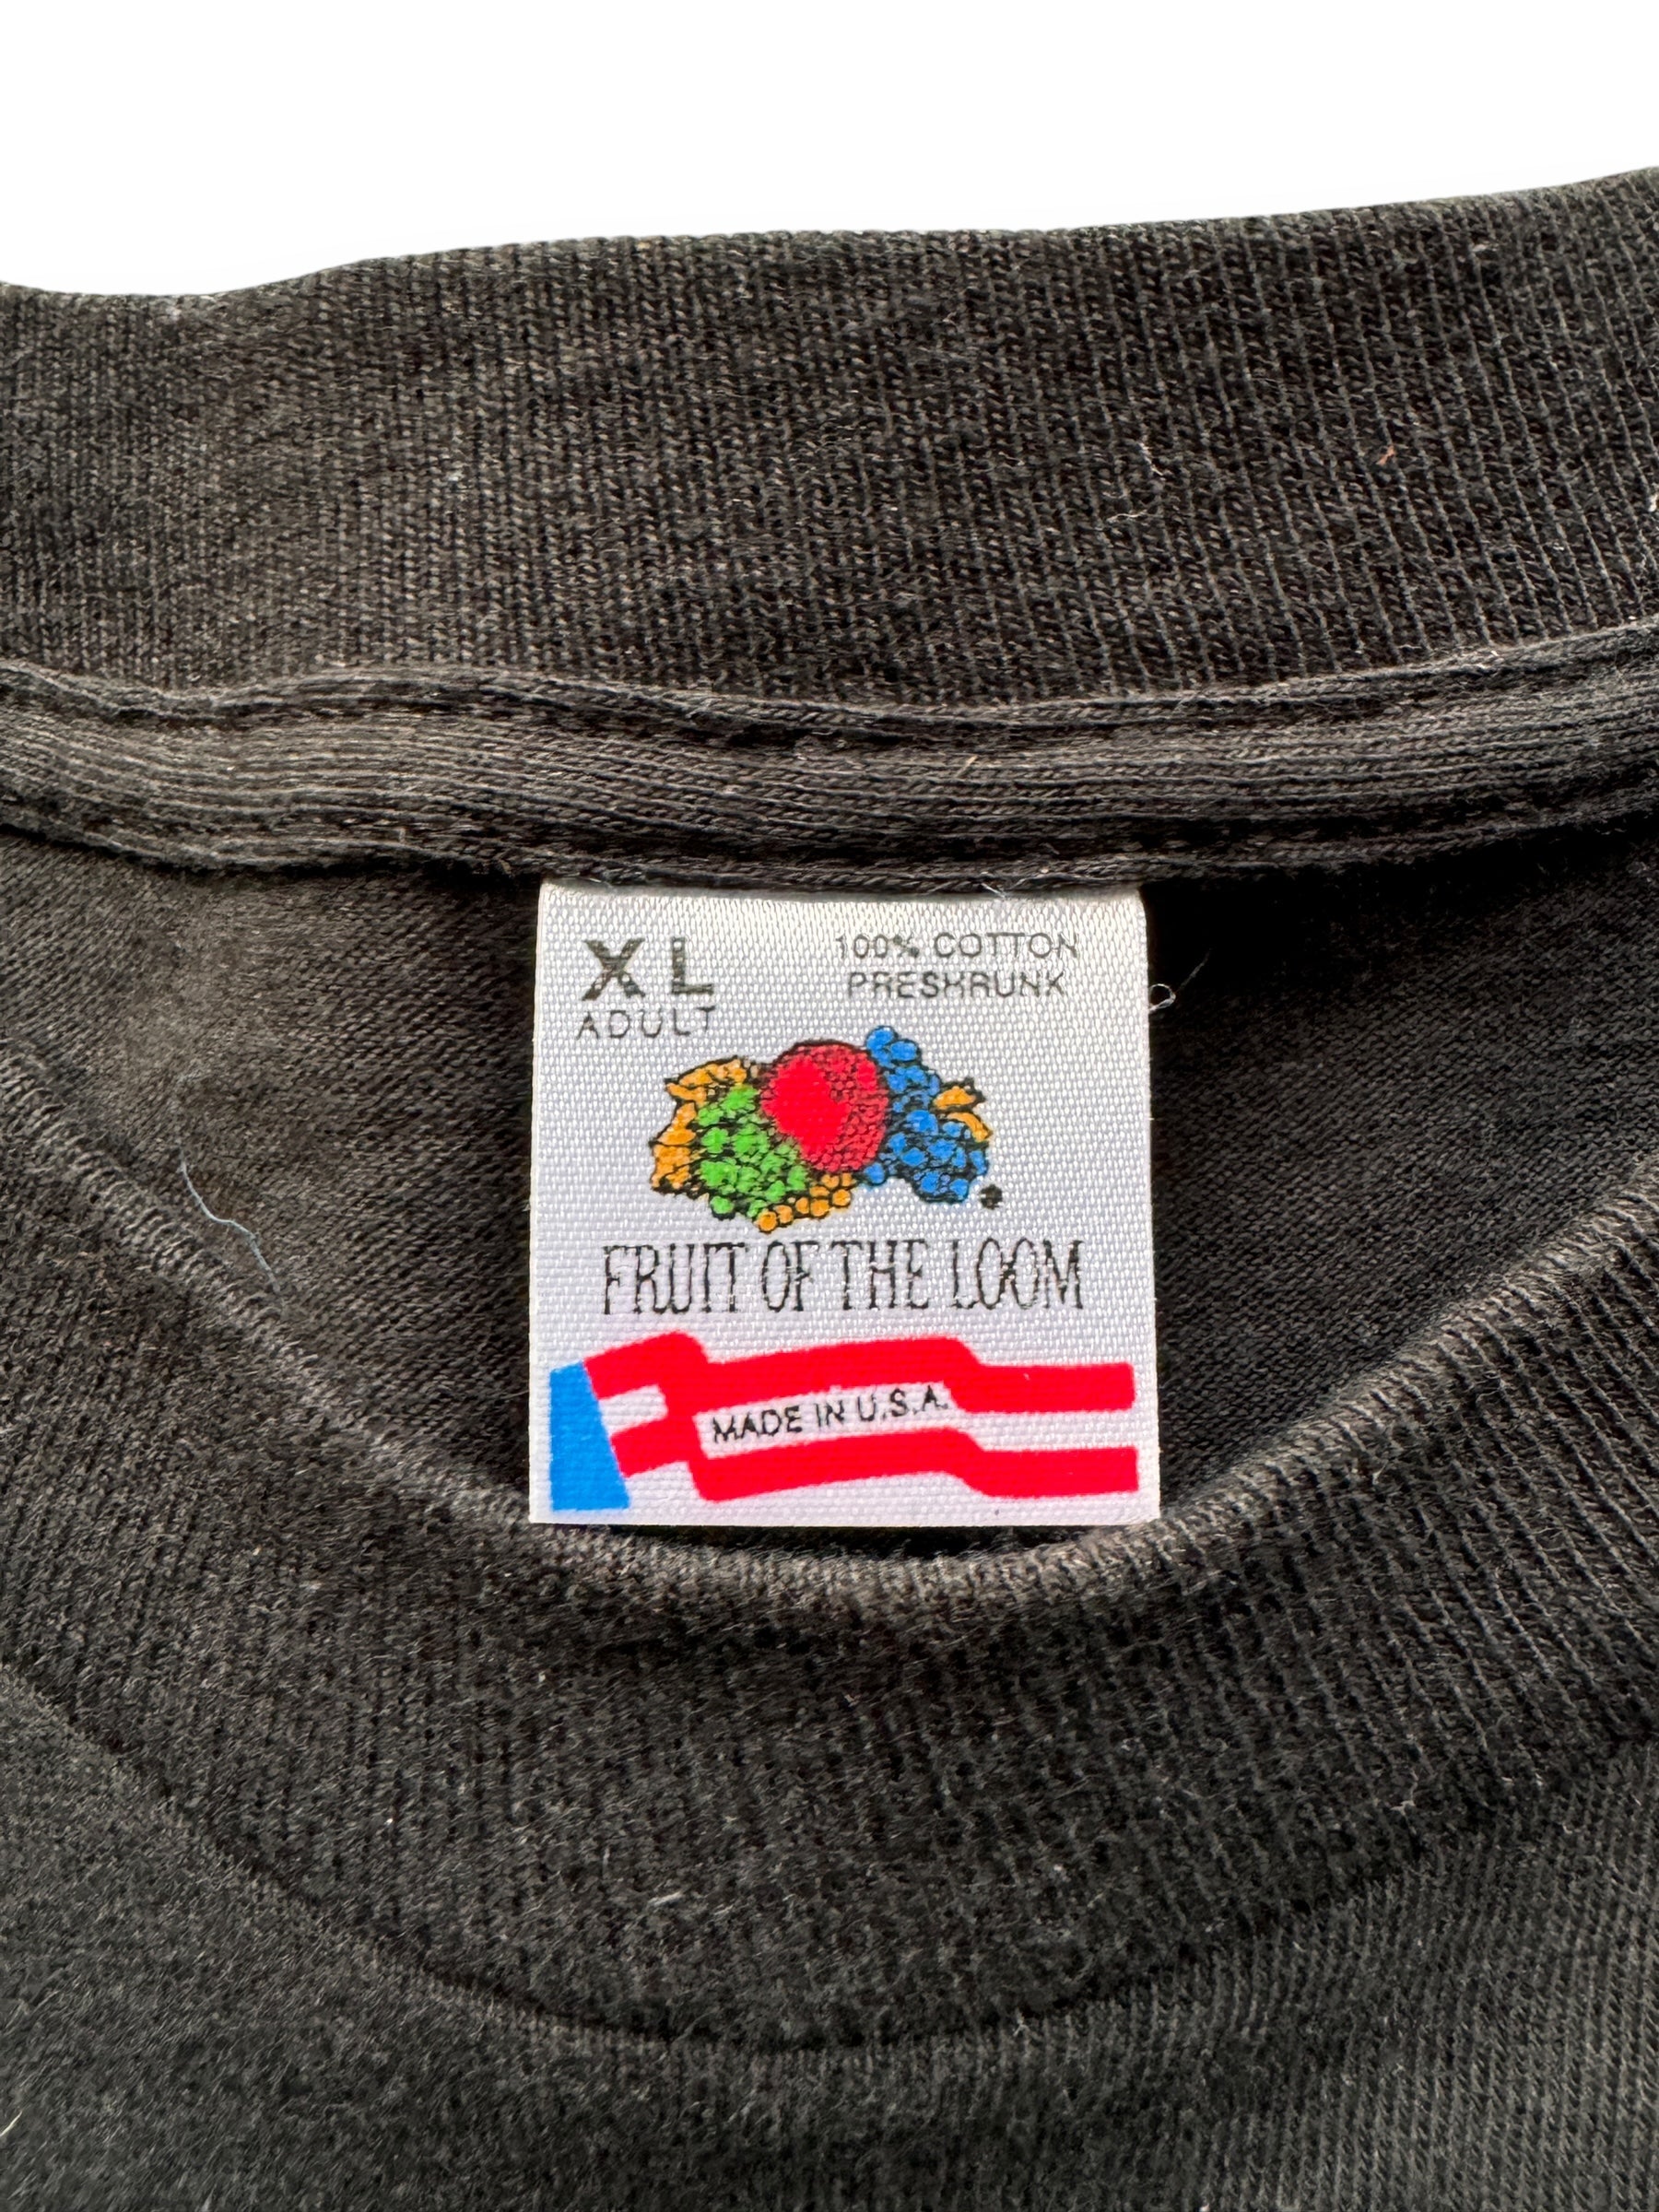 XL
ADULT
100% COTTON
PRESHRUNK
FRUIT OF THE LOOM
MADE IN U.S.A.